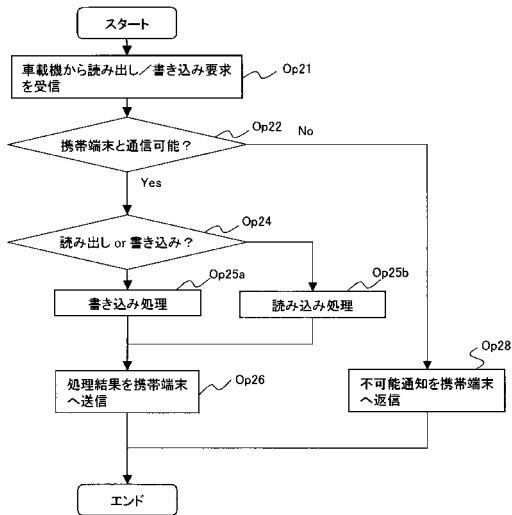 スタート
車載機から読み出し／書き込み要求
を受信
Op21
携帯端末と通信可能？
Op22
No
Yes
読み出し or 書き込み？
Op24
書き込み処理
Op25a
読み込み処理
Op25b
処理結果を携帯端末
へ送信
Op26
不可能通知を携帯端末
へ返信
Op28
エンド